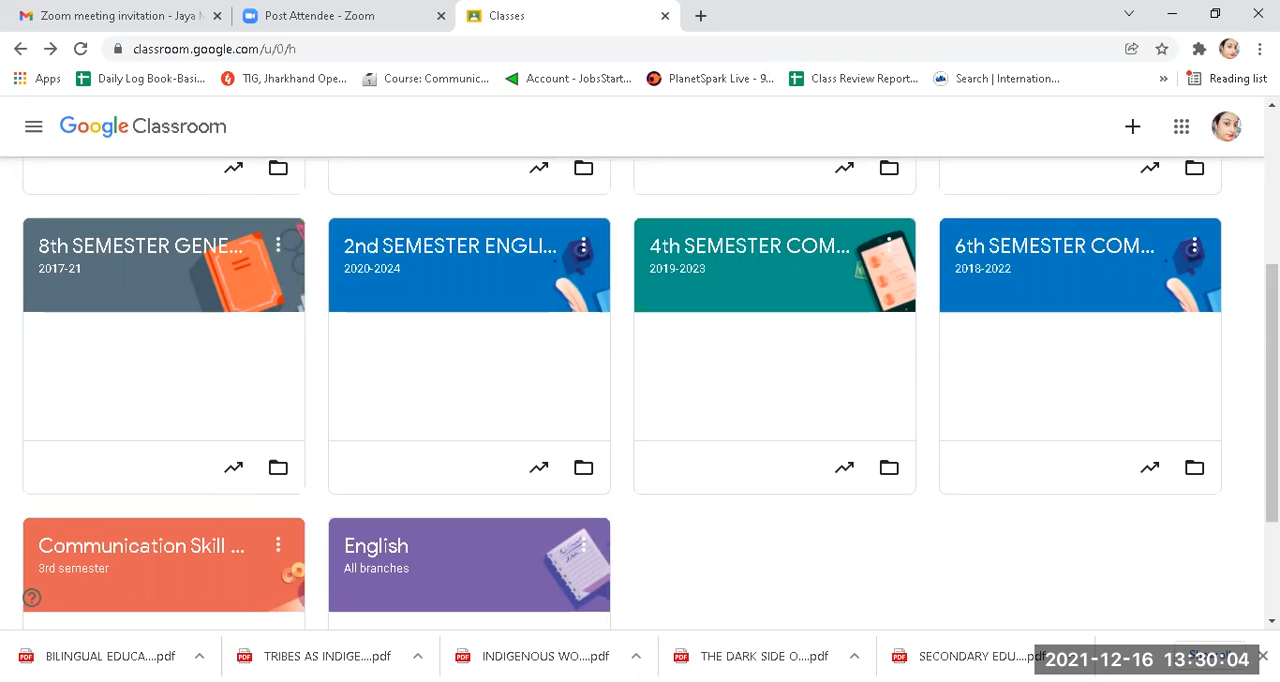 Zoom meeting invitation - Jaya M
Post Attendee - Zoom
Classes
classroom.google.com/u/0/h
Apps
Daily Log Book-Basi...
TIG, Jharkhand Ope...
Course: Communic...
Account - JobsStart...
PlanetSpark Live - 9...
Class Review Report...
Search | Internation...
»
Reading list
Google Classroom
8th SEMESTER GENE...
2017-21
2nd SEMESTER ENGLI...
2020-2024
4th SEMESTER COM...
2019-2023
6th SEMESTER COM...
2018-2022
Communication Skill ...
3rd semester
English
All branches
BILINGUAL EDUCA....pdf
TRIBES AS INDIGE....pdf
INDIGENOUS WO....pdf
THE DARK SIDE O....pdf
SECONDARY EDU....pdf
2021-12-16 13:30:04